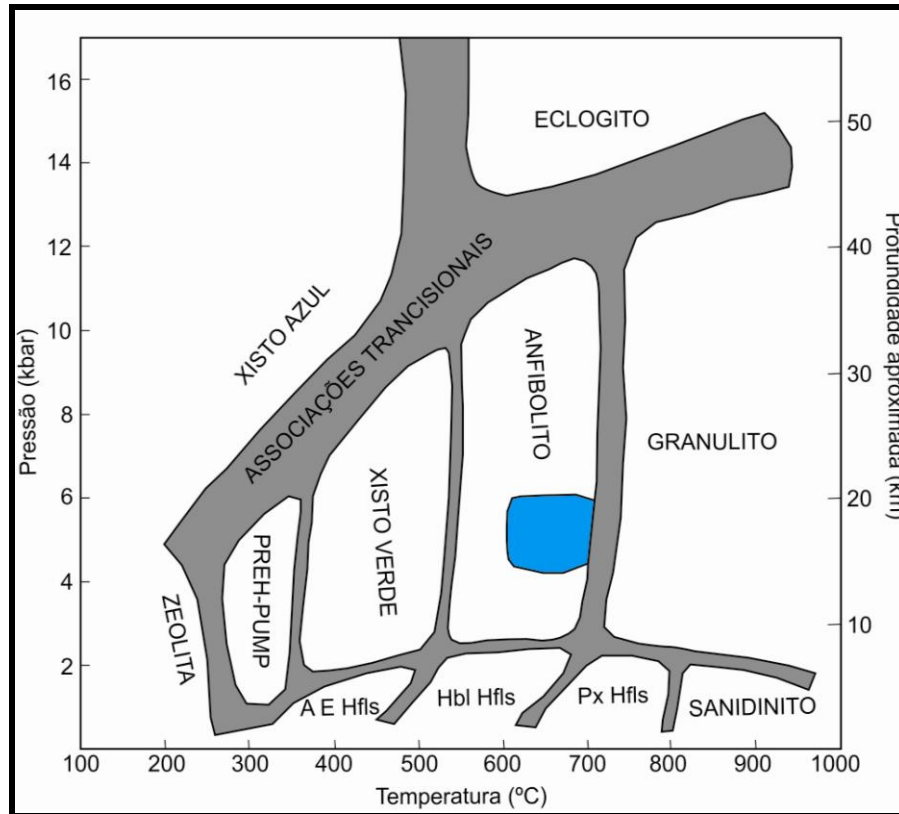 16
14
12
10
8
6
4
2
Pressão (kbar)
50
40
30
20
10
Profundidade aproximada (km)
ECLOGITO
XISTO AZUL
ASSOCIAÇÕES TRANCISIONAIS
ANFIBOLITO
GRANULITO
XISTO VERDE
PREH-PUMP
ZEOLITA
A E Hfls
Hbl Hfls
Px Hfls
SANIDINITO
100 200 300 400 500 600 700 800 900 1000
Temperatura (ºC)